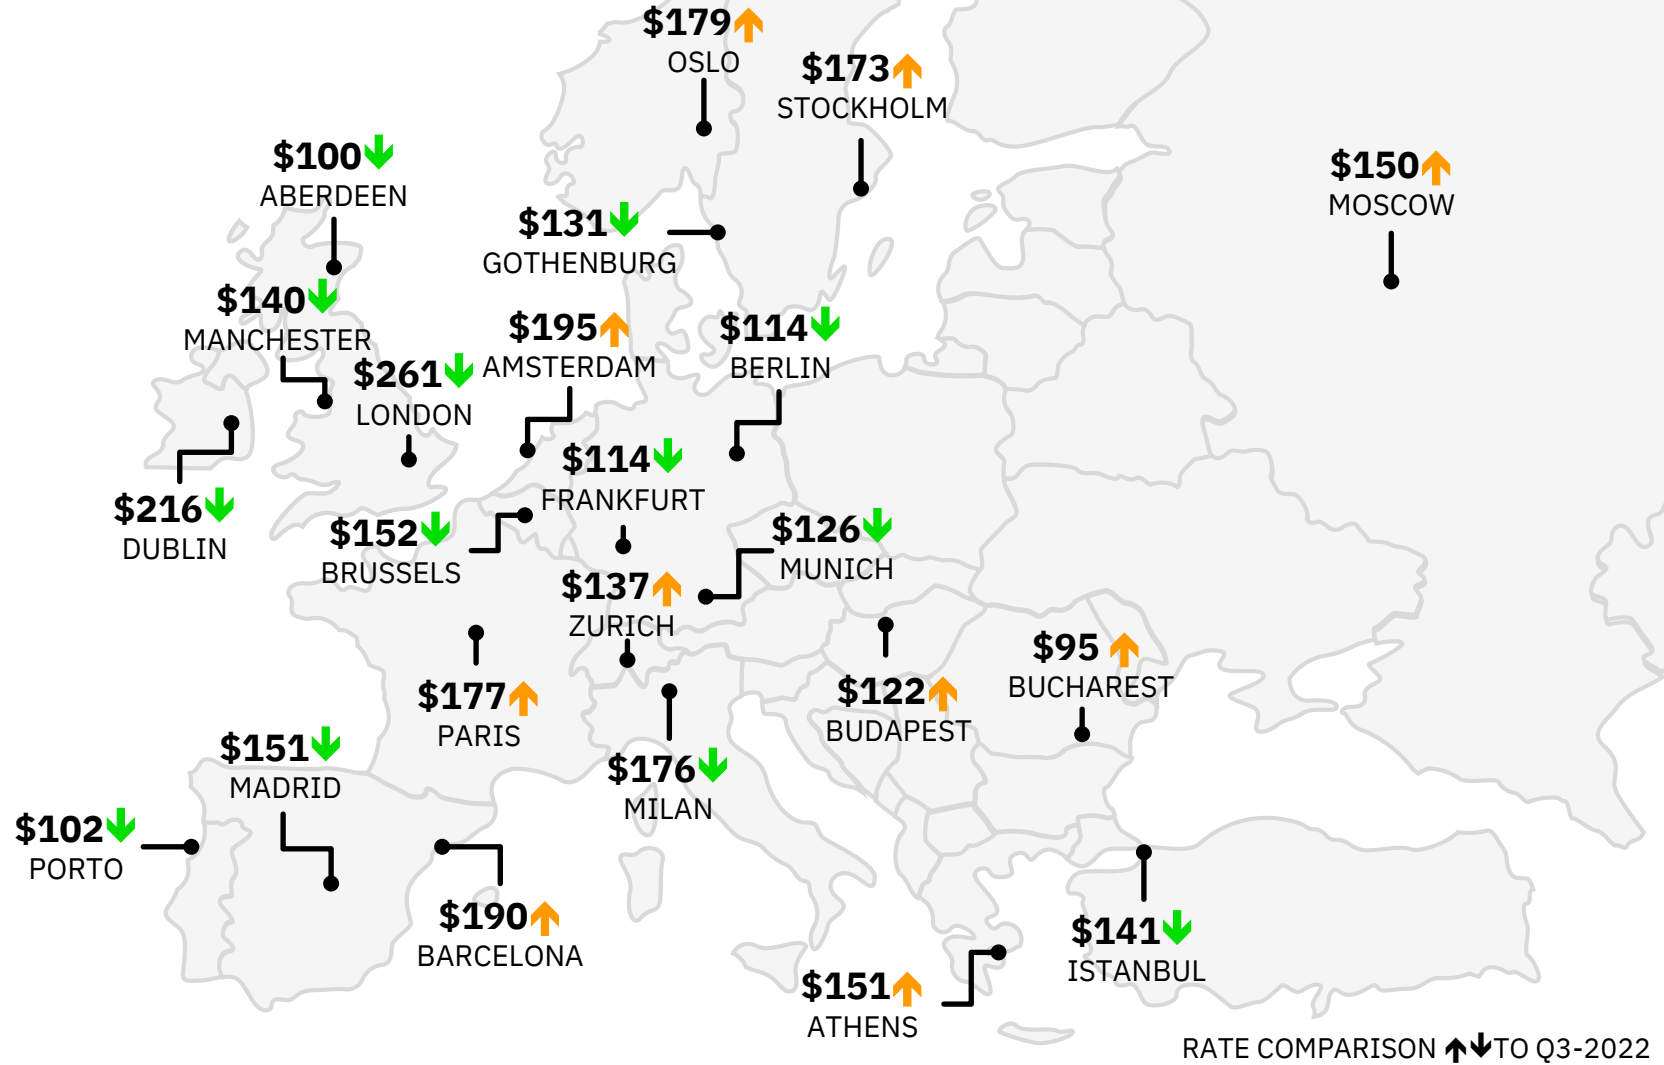 $179
OSLO
$173
STOCKHOLM
$100
ABERDEEN
$150
MOSCOW
$131
GOTHENBURG
$140
MANCHESTER
$195
AMSTERDAM
$114
BERLIN
$261
LONDON
$114
FRANKFURT
$216
DUBLIN
$152
BRUSSELS
$126
MUNICH
$137
ZURICH
$95
BUCHAREST
$177
PARIS
$122
BUDAPEST
$151
MADRID
$176
MILAN
$102
PORTO
$190
BARCELONA
$141
ISTANBUL
$151
ATHENS
RATE COMPARISON ↑↓TO Q3-2022